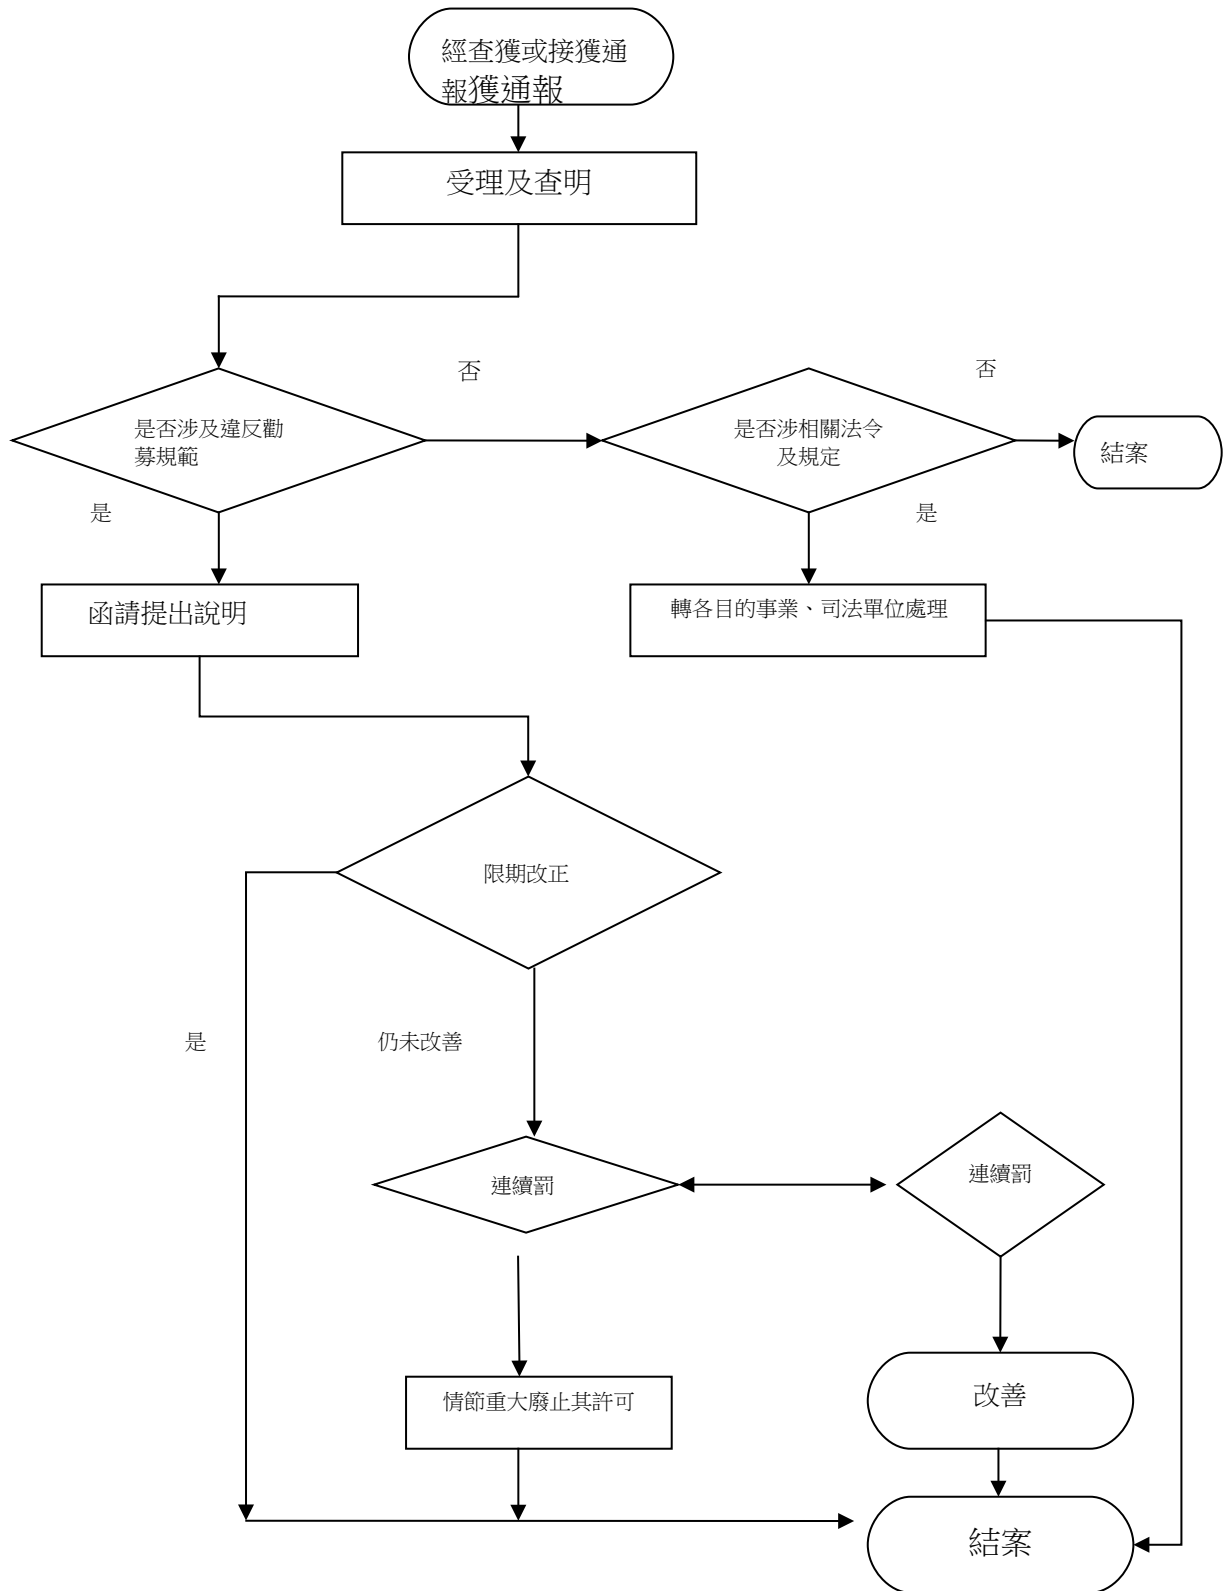 經查獲或接獲通
報獲通報
受理及查明
否
否
是否涉及違反勸
募規範
是否涉相關法令
及規定
結案
是
是
函請提出說明
轉各目的事業、司法單位處理
限期改正
是
仍未改善
連續罰
連續罰
情節重大廢止其許可
改善
結案